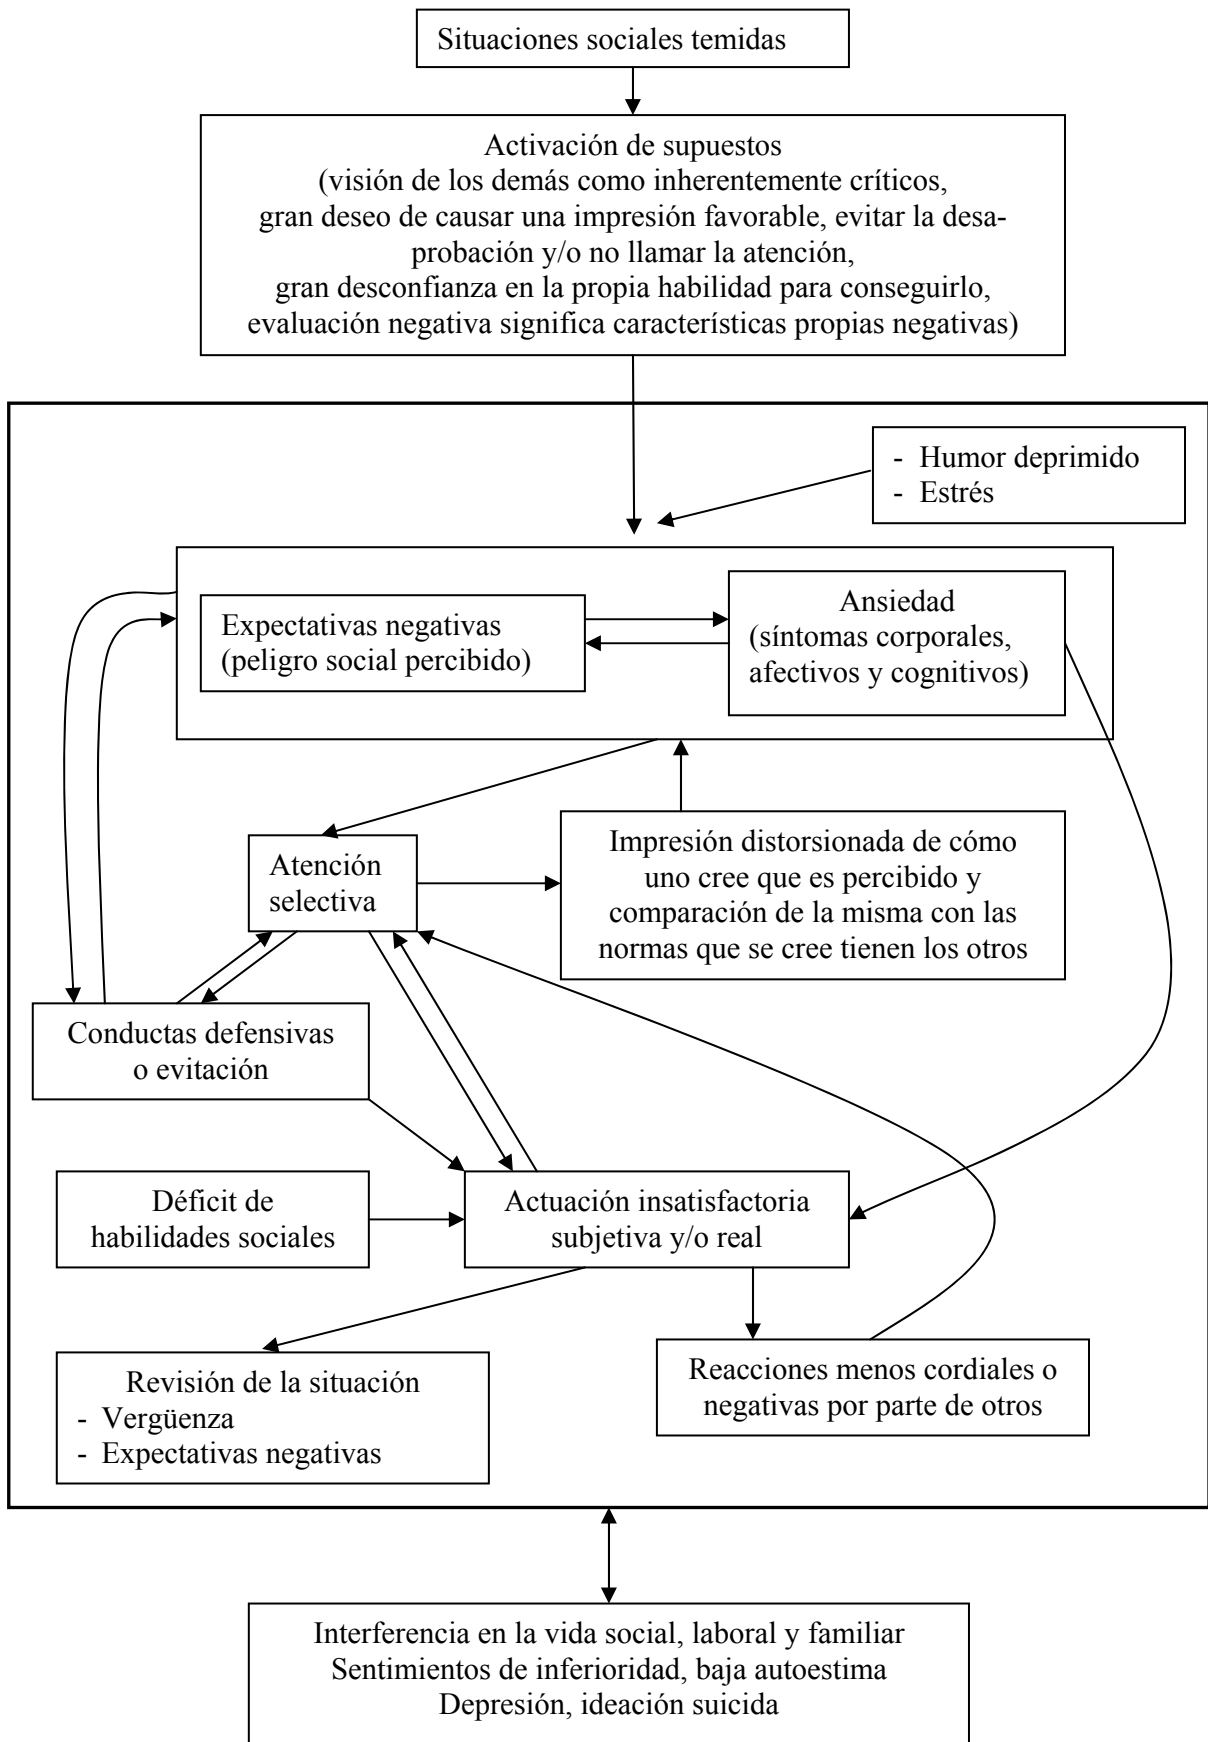 Situaciones sociales temidas
Activación de supuestos
(visión de los demás como inherentemente críticos,
gran deseo de causar una impresión favorable, evitar la desa-
probación y/o no llamar la atención,
gran desconfianza en la propia habilidad para conseguirlo,
evaluación negativa significa características propias negativas)
- Humor deprimido
- Estrés
Expectativas negativas
(peligro social percibido)
Ansiedad
(síntomas corporales,
afectivos y cognitivos)
Atención
selectiva
Impresión distorsionada de cómo
uno cree que es percibido y
comparación de la misma con las
normas que se cree tienen los otros
Conductas defensivas
o evitación
Déficit de
habilidades sociales
Actuación insatisfactoria
subjetiva y/o real
Revisión de la situación
- Vergüenza
- Expectativas negativas
Reacciones menos cordiales o
negativas por parte de otros
Interferencia en la vida social, laboral y familiar
Sentimientos de inferioridad, baja autoestima
Depresión, ideación suicida